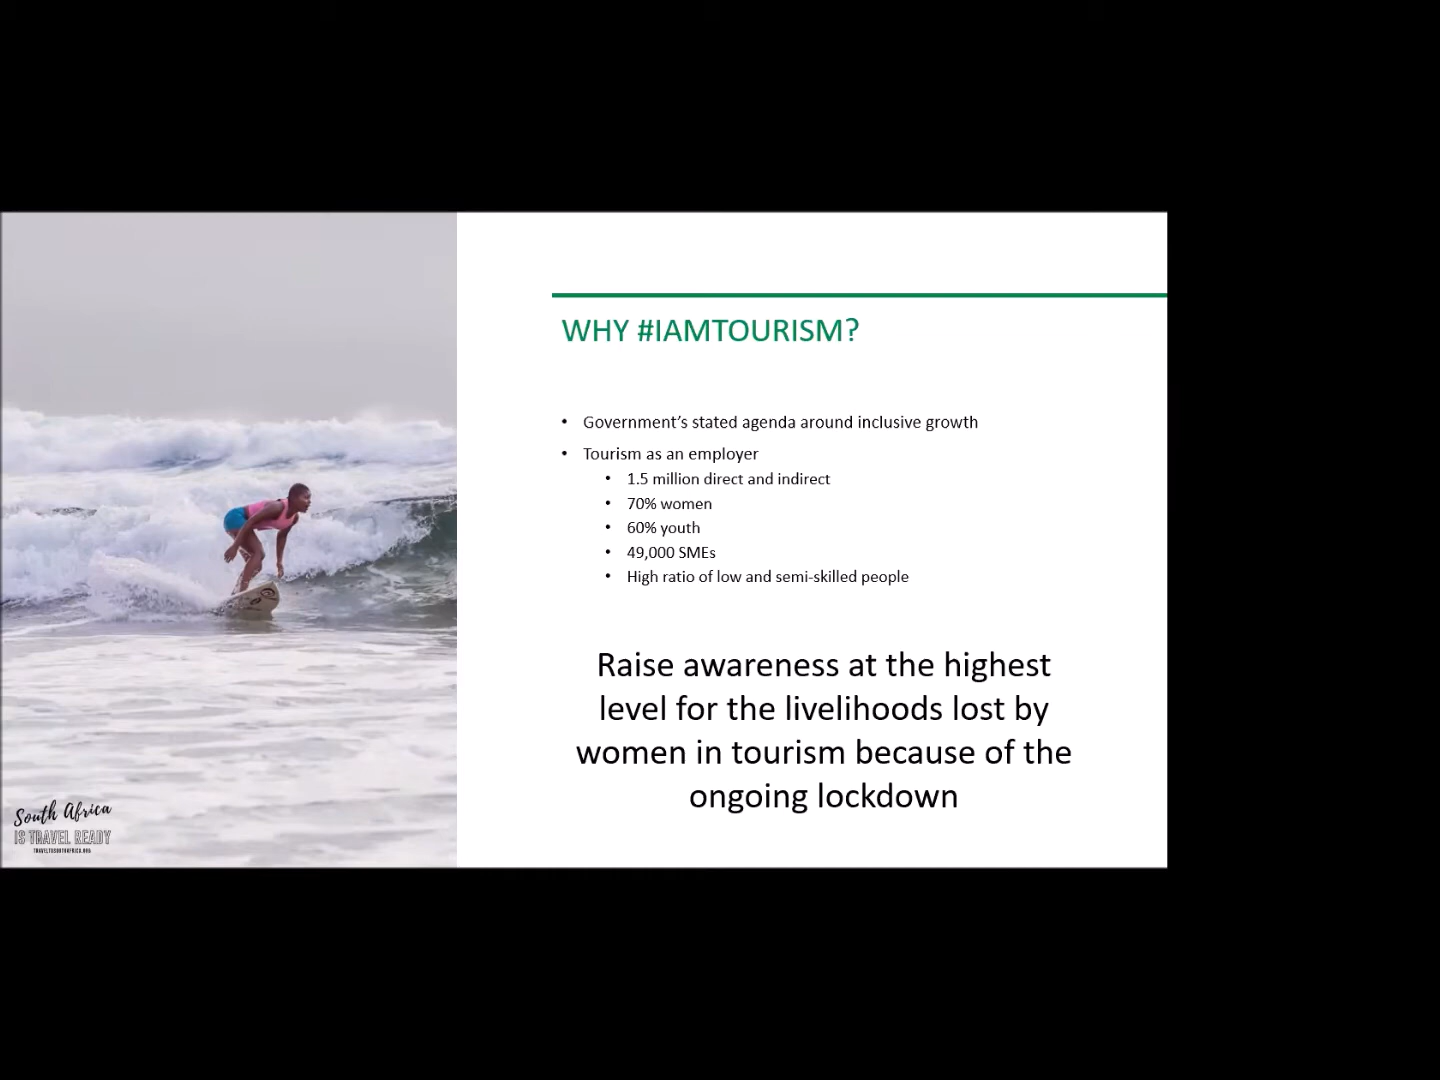 WHY #IAMTOURISM?
• Government's stated agenda around inclusive growth
• Tourism as an employer
• 1.5 million direct and indirect
• 70% women
• 60% youth
• 49,000 SMEs
• High ratio of low and semi-skilled people
Raise awareness at the highest
level for the livelihoods lost by
women in tourism because of the
ongoing lockdown
South Africa
IS TRAVEL READY
TRAVELTOSOUTHAFRICA.ORG